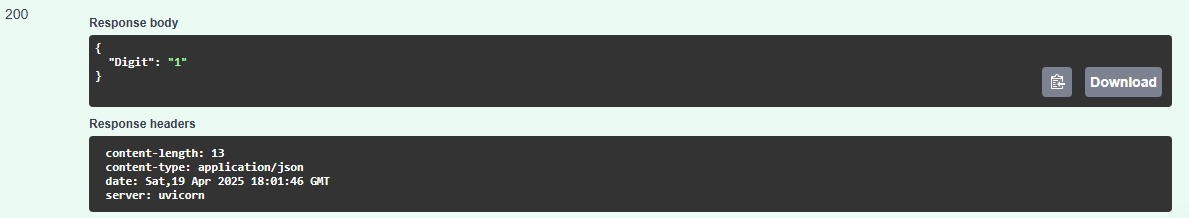 200
Response body
{
  "Digit": "1"
}
Download
Response headers
content-length: 13
content-type: application/json
date: Sat,19 Apr 2025 18:01:46 GMT
server: uvicorn